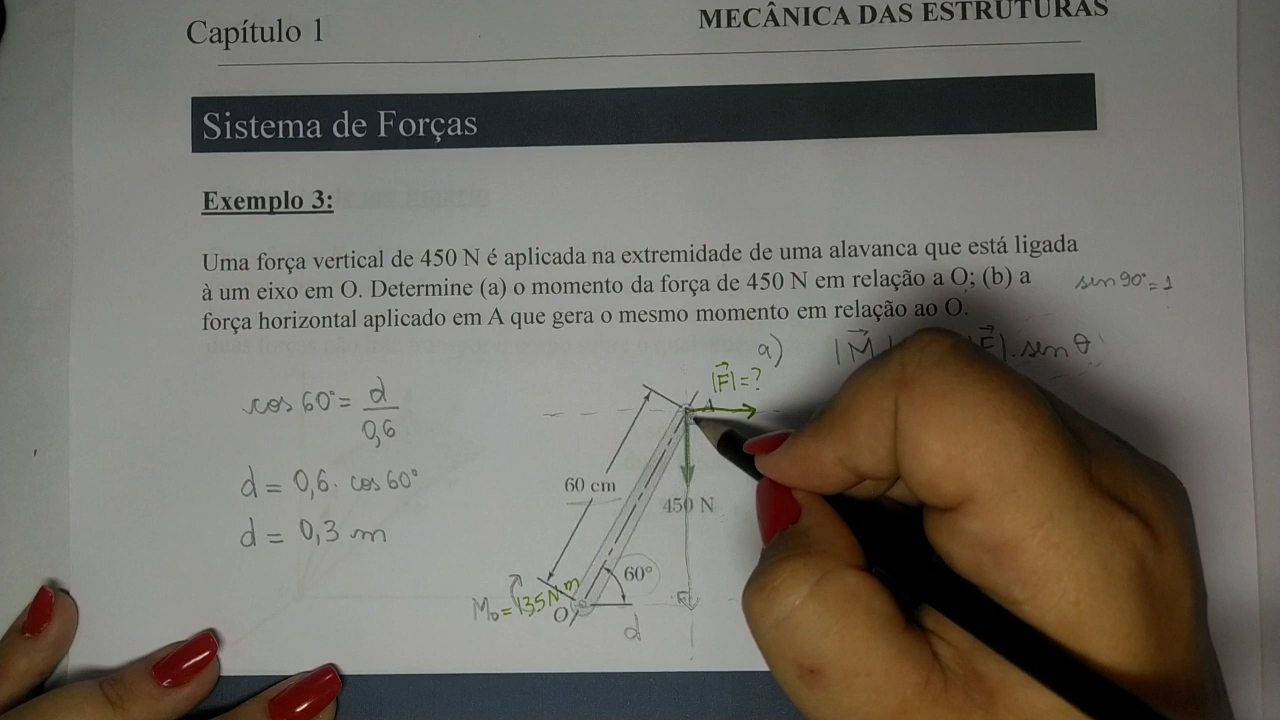 Capítulo 1
MECÂNICA DAS ESTRUTURAS
Sistema de Forças
Exemplo 3:
Uma força vertical de 450 N é aplicada na extremidade de uma alavanca que está ligada
à um eixo em O. Determine (a) o momento da força de 450 N em relação a O; (b) a
força horizontal aplicado em A que gera o mesmo momento em relação ao O.
sen 90° = 1
a) |M| |F|.sen θ
cos 60° = d/0,6
d = 0,6. cos 60°
d = 0,3 m
|F| = ?
A
60 cm
450 N
60°
M₀ = 135 Nm
O
d